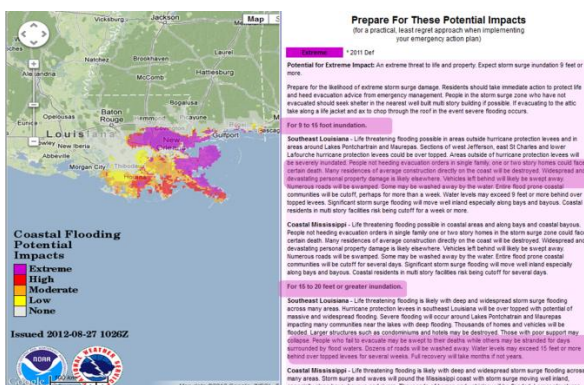 Vicksburg
Jackson
Map
Natchez
Brookhaven
Laurel
Alexandria
McComb
Hattiesburg
Bogalusa
Opelousas
Baton
Rouge
Eunice
Gulfport
Louisiana
New
Orleans
Lafayette
New Iberia
Abbeville
Morgan City
Houma
Coastal Flooding
Potential
Impacts
Extreme
High
Moderate
Low
None
Issued 2012-08-27 1026Z
NOAA
Prepare For These Potential Impacts
(for a practical, least regret approach when implementing
your emergency action plan)
Extreme * 2011 Def
Potential for Extreme Impact: An extreme threat to life and property. Expect storm surge inundation 9 feet or
more.
Prepare for the likelihood of extreme storm surge damage. Residents should take immediate action to protect life
and heed evacuation advice from emergency management. People in the storm surge zone who have not
evacuated should seek shelter in the nearest well built multi story building if possible. If evacuating to the attic
take along a life jacket and ax to chop through the roof in the event severe flooding occurs.
For 9 to 15 foot inundation.
Southeast Louisiana - Life threatening flooding possible in areas outside hurricane protection levees and in
areas around Lakes Pontchartrain and Maurepas. Sections of west Jefferson, east St Charles and lower
Lafourche hurricane protection levees could be over topped. Areas outside of hurricane protection levees will
be severely inundated. People not heeding evacuation orders in single family, one or two story homes could face
certain death. Many residences of average construction directly on the coast will be destroyed. Widespread and
devastating personal property damage is likely elsewhere. Vehicles left behind will likely be swept away.
Numerous roads will be swamped. Some may be washed away by the water. Entire flood prone coastal
communities will be cutoff, perhaps for more than a week. Water levels may exceed 9 feet or more behind over
topped levees. Significant storm surge flooding will move well inland especially along bays and bayous. Coastal
residents in multi story facilities risk being cutoff for a week or more.
Coastal Mississippi - Life threatening flooding possible in coastal areas and along bays and coastal bayous.
People not heeding evacuation orders in single family one or two story homes in the storm surge zone could face
certain death. Many residences of average construction directly on the coast will be destroyed. Widespread and
devastating personal property damage is likely elsewhere. Vehicles left behind will likely be swept away.
Numerous roads will be swamped. Some may be washed away by the water. Entire flood prone coastal
communities will be cutoff for several days. Significant storm surge flooding will move well inland especially
along bays and bayous. Coastal residents in multi story facilities risk being cutoff for several days.
For 15 to 20 feet or greater inundation.
Southeast Louisiana - Life threatening flooding is likely with deep and widespread storm surge flooding
across many areas. Hurricane protection levees in southeast Louisiana will be over topped with potential of
massive and widespread flooding. Severe flooding will occur around Lakes Pontchatrain and Maurepas
impacting many communities near the lakes with deep flooding. Thousands of homes and vehicles will be
flooded. Larger structures such as condominiums and hotels may be destroyed. Those with poor support may
collapse. People who fail to evacuate may be swept to their deaths while others may be stranded for days
surrounded by flood waters. Dozens of roads will be washed away. Water levels may exceed 15 feet or more
behind over topped levees for several weeks. Full recovery will take months if not years.
Coastal Mississippi - Life threatening flooding is likely with deep and widespread storm surge flooding across
many areas. Storm surge and waves will pound the Mississippi coast with storm surge moving well inland,